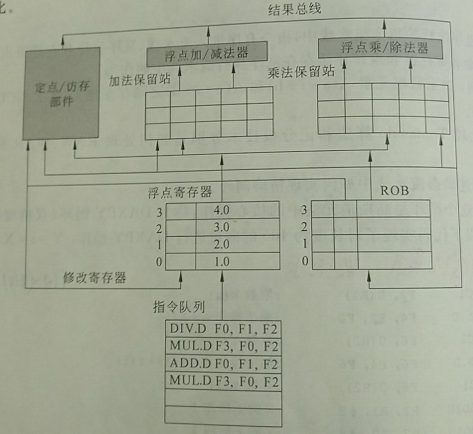 化。
结果总线
定点/访存
部件
浮点加/减法器
浮点乘/除法器
加法保留站
乘法保留站
浮点寄存器
ROB
3 4.0
2 3.0
1 2.0
0 1.0
3
2
1
0
修改寄存器
指令队列
DIV.D F0, F1, F2
MUL.D F3, F0, F2
ADD.D F0, F1, F2
MUL.D F3, F0, F2